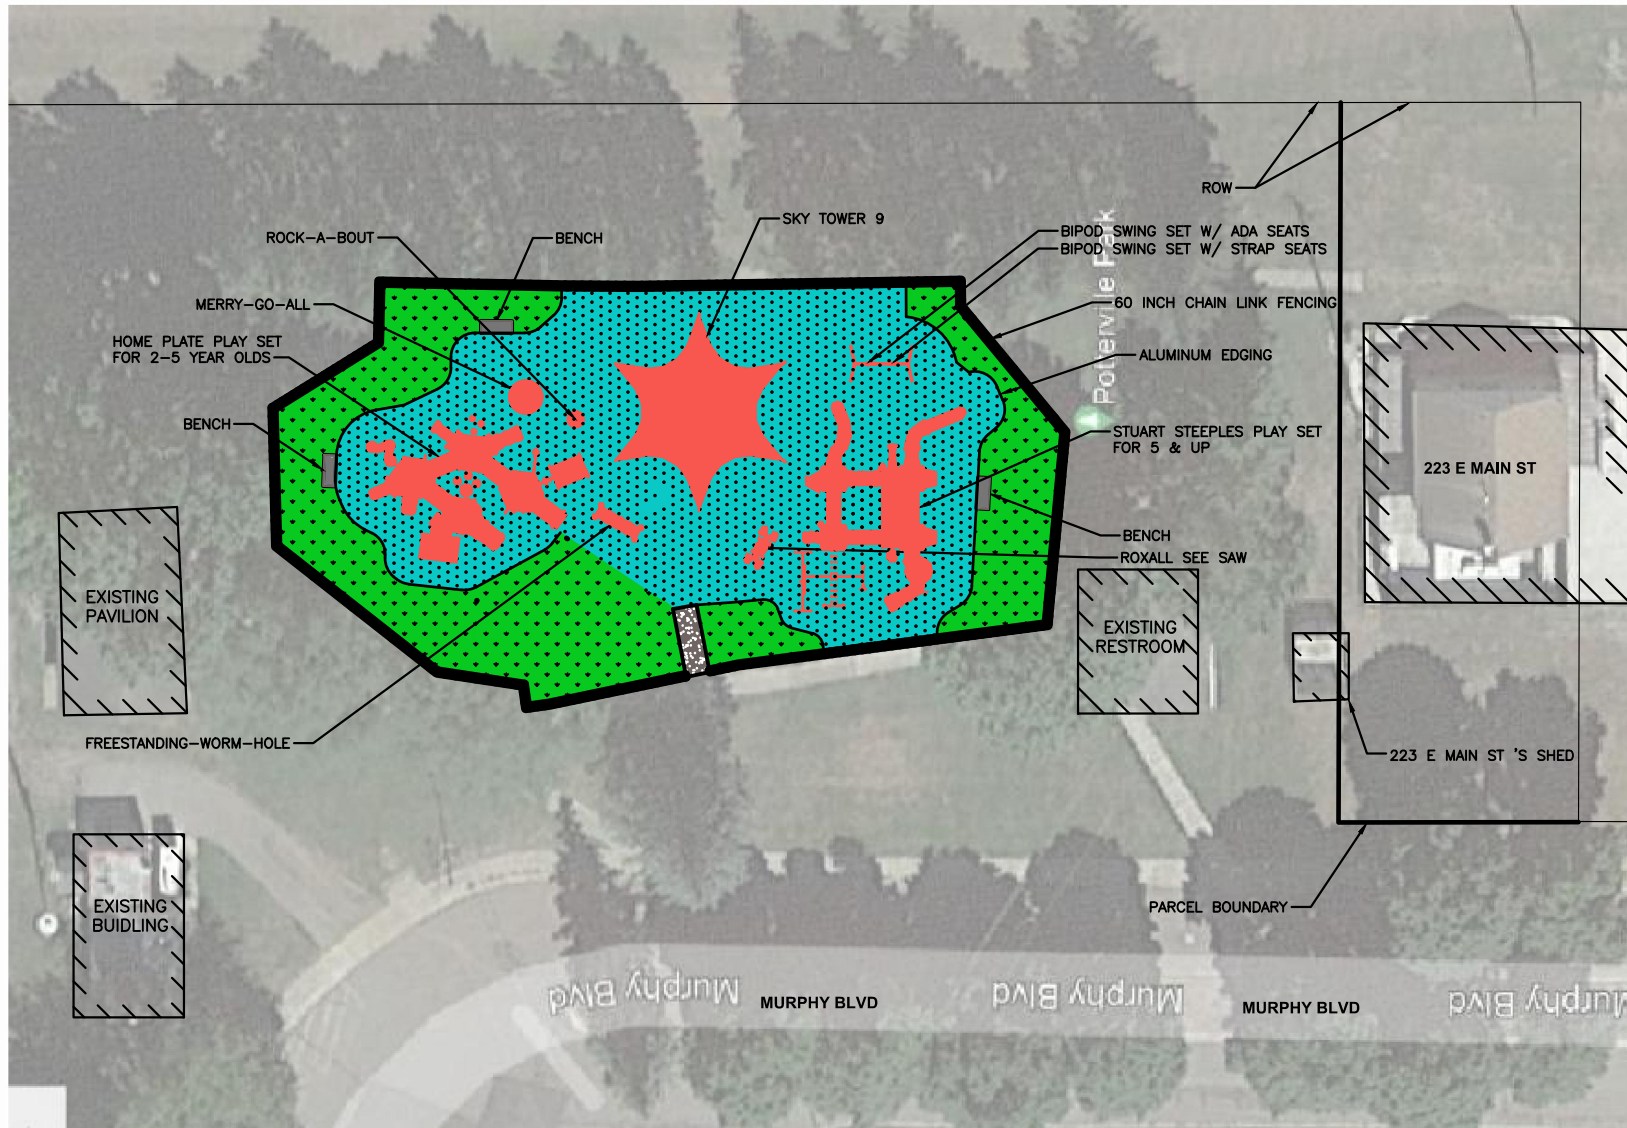 ROW
SKY TOWER 9
BIPOD SWING SET W/ ADA SEATS
BIPOD SWING SET W/ STRAP SEATS
ROCK-A-BOUT
BENCH
MERRY-GO-ALL
60 INCH CHAIN LINK FENCING
HOME PLATE PLAY SET
FOR 2-5 YEAR OLDS
ALUMINUM EDGING
Potterville Park
BENCH
STUART STEEPLES PLAY SET
FOR 5 & UP
223 E MAIN ST
BENCH
ROXALL SEE SAW
EXISTING
PAVILION
EXISTING
RESTROOM
FREESTANDING-WORM-HOLE
223 E MAIN ST 'S SHED
EXISTING
BUIDLING
PARCEL BOUNDARY
Murphy Blvd
MURPHY BLVD
Murphy Blvd
MURPHY BLVD
Murphy Blvd